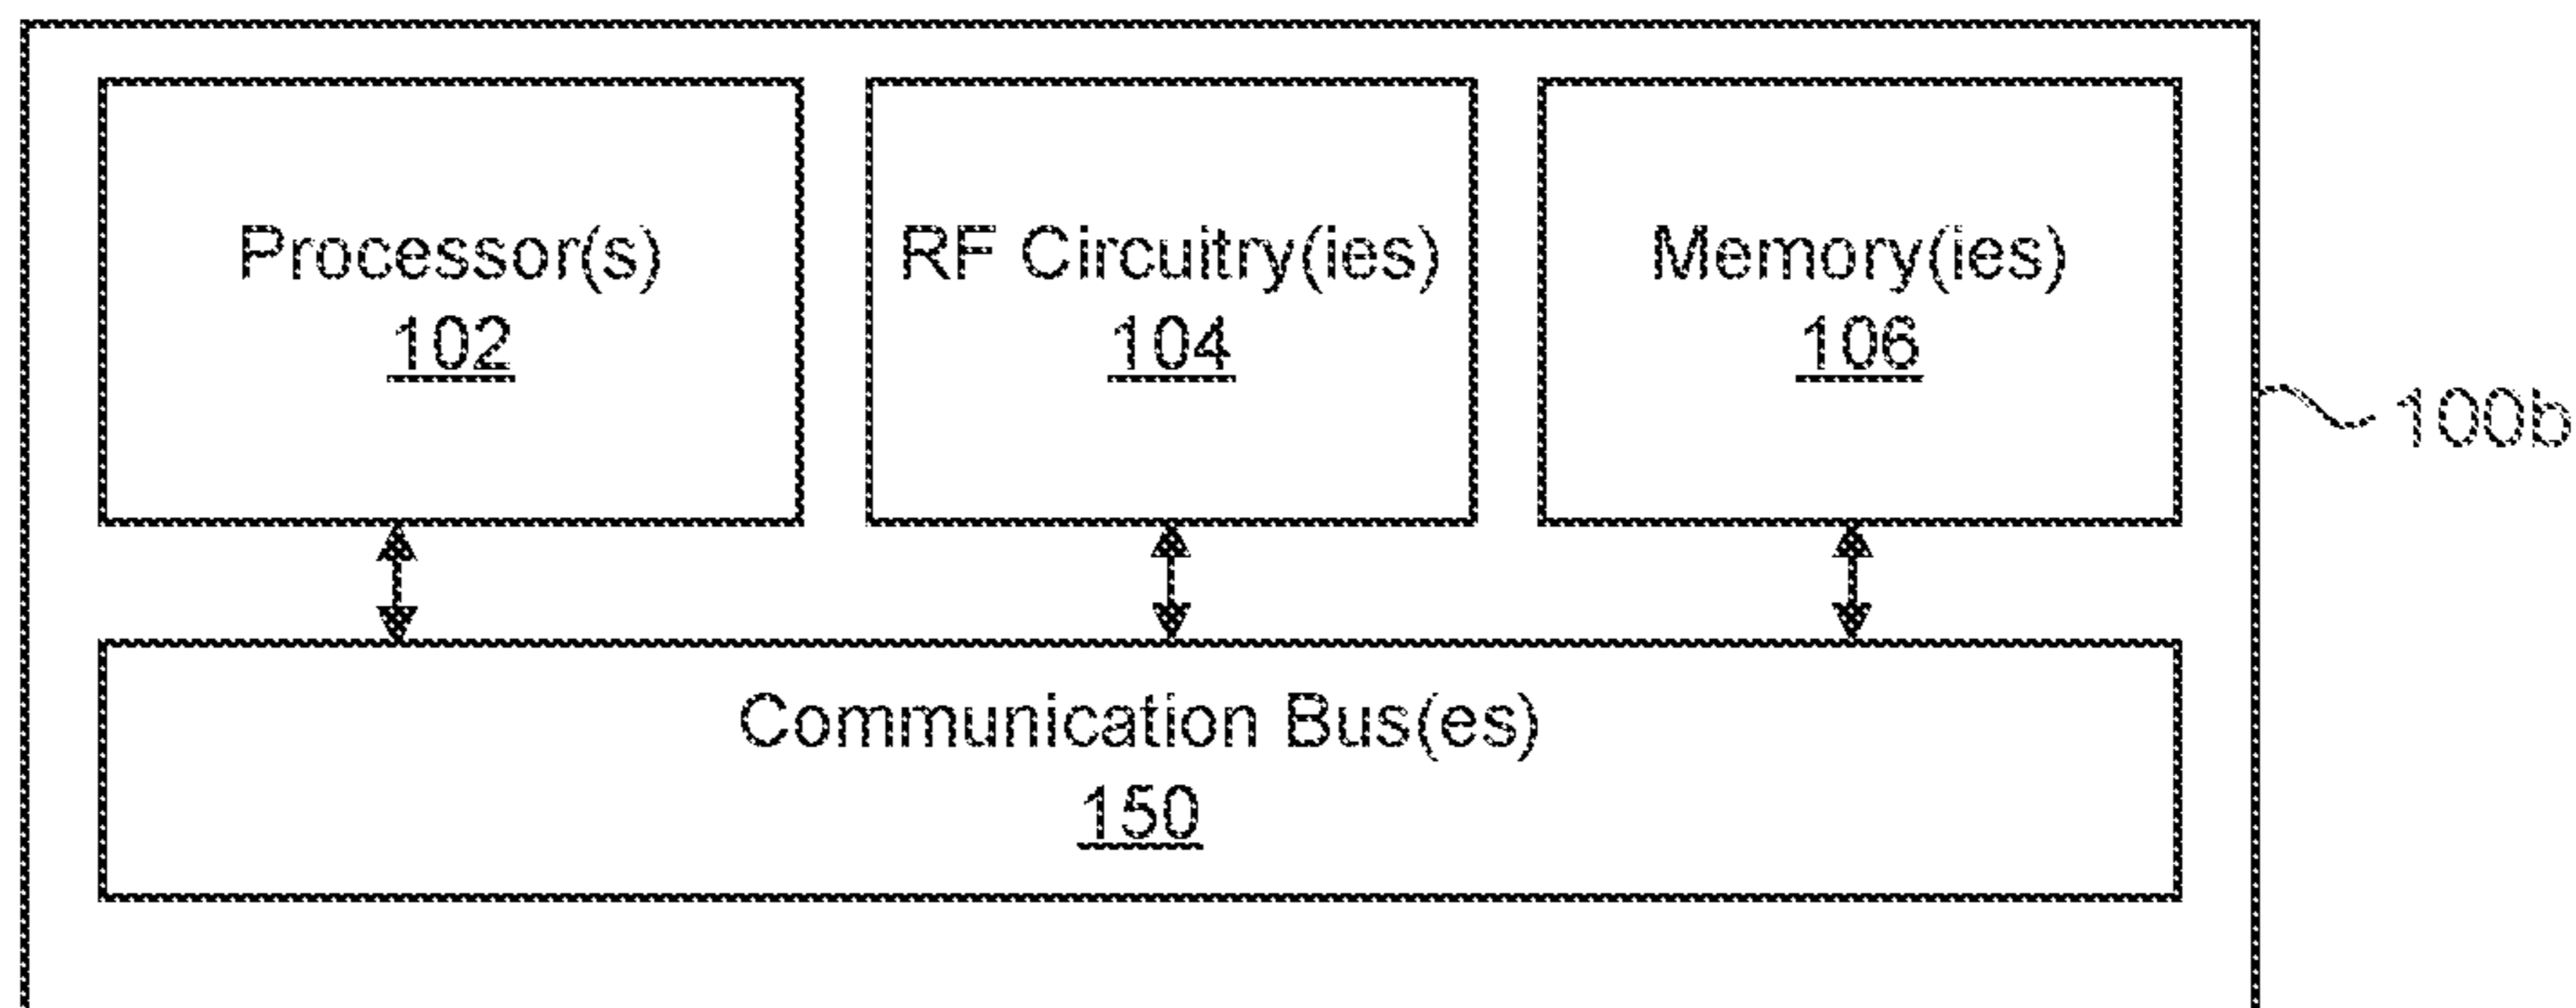 Processor(s)
102
RF Circuitry(ies)
104
Memory(ies)
106
100b
Communication Bus(es)
150